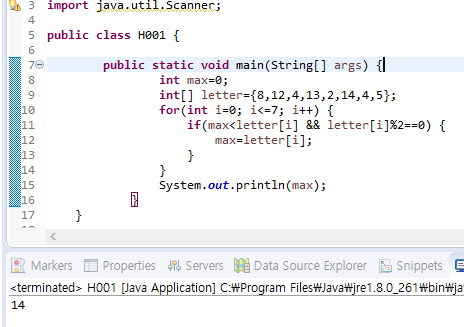 3 import java.util.Scanner;
4
5 public class H001 {
6
7 public static void main(String[] args) {
8 int max=0;
9 int[] letter={8,12,4,13,2,14,4,5};
10 for(int i=0; i<=7; i++) {
11 if(max<letter[i] && letter[i]%2==0) {
12 max=letter[i];
13 }
14 }
15 System.out.println(max);
16 }
17 }
Markers Properties Servers Data Source Explorer Snippets
<terminated> H001 [Java Application] C:₩Program Files₩Java₩jre1.8.0_261₩bin₩ja
14